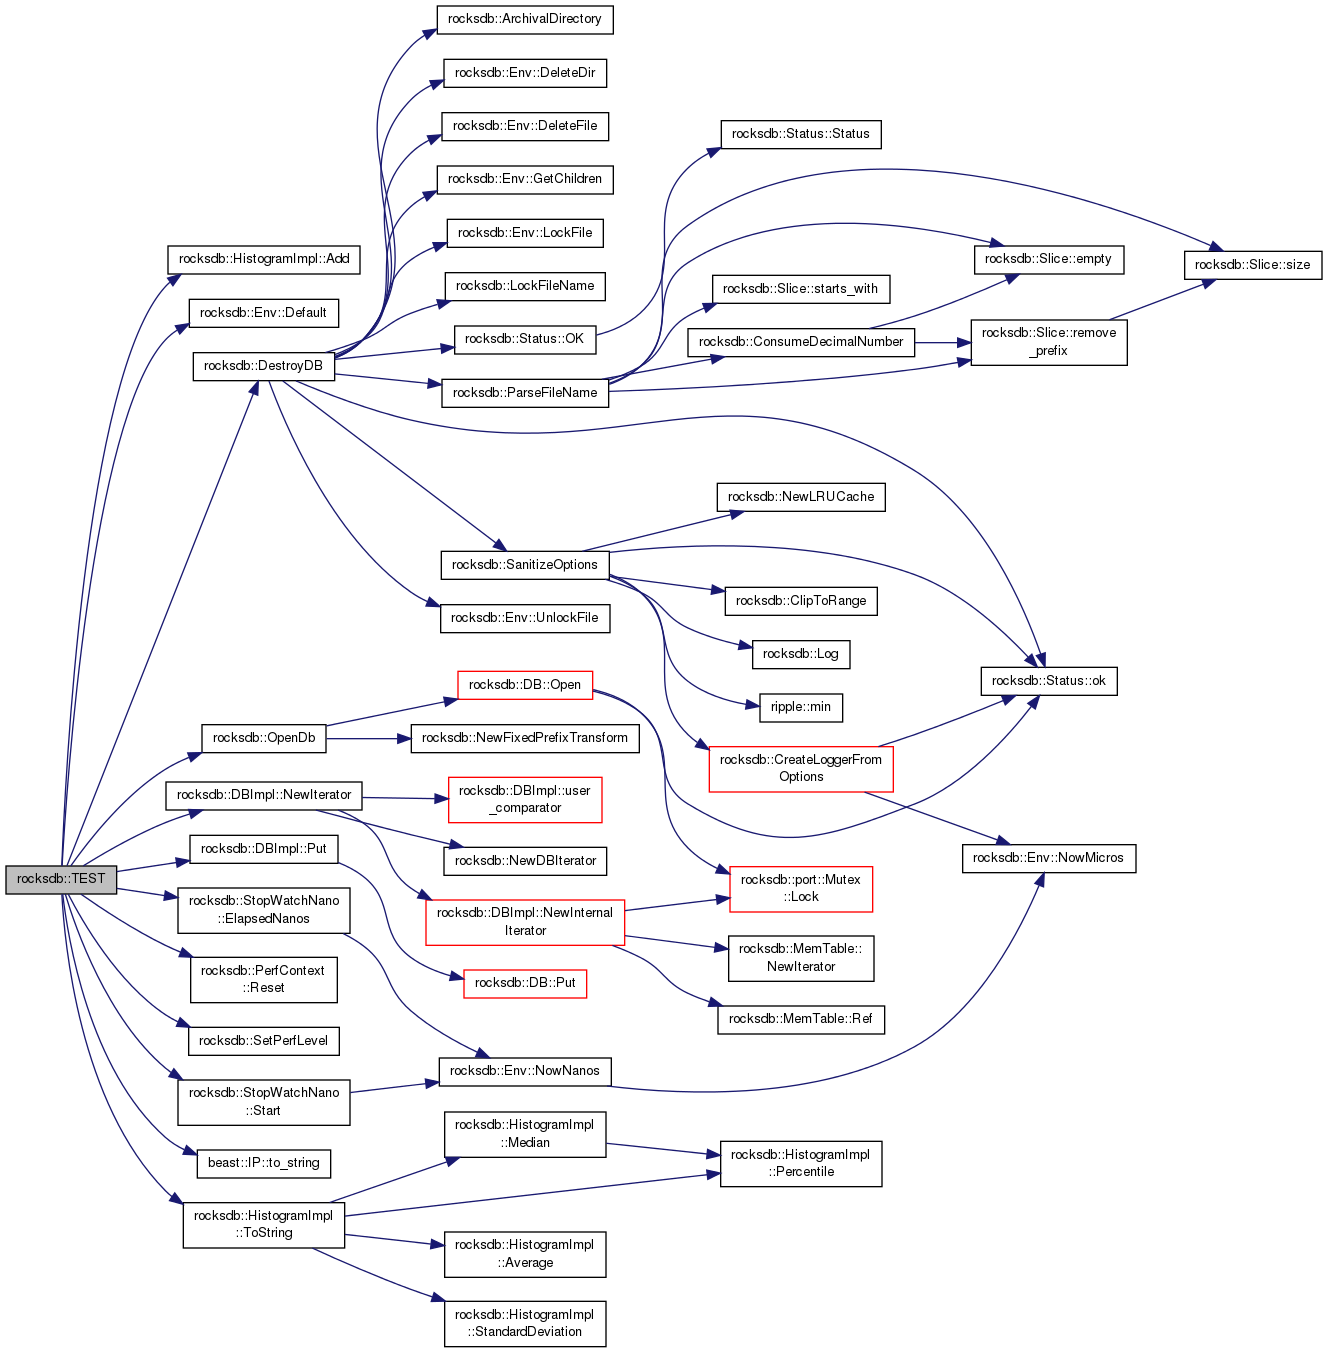 rocksdb::ArchivalDirectory
rocksdb::Env::DeleteDir
rocksdb::Env::DeleteFile
rocksdb::Status::Status
rocksdb::Env::GetChildren
rocksdb::Env::LockFile
rocksdb::HistogramImpl::Add
rocksdb::Slice::empty
rocksdb::Slice::size
rocksdb::LockFileName
rocksdb::Slice::starts_with
rocksdb::Env::Default
rocksdb::Status::OK
rocksdb::ConsumeDecimalNumber
rocksdb::Slice::remove
_prefix
rocksdb::DestroyDB
rocksdb::ParseFileName
rocksdb::NewLRUCache
rocksdb::SanitizeOptions
rocksdb::ClipToRange
rocksdb::Env::UnlockFile
rocksdb::Log
rocksdb::Status::ok
rocksdb::DB::Open
ripple::min
rocksdb::OpenDb
rocksdb::NewFixedPrefixTransform
rocksdb::CreateLoggerFrom
Options
rocksdb::DBImpl::NewIterator
rocksdb::DBImpl::user
_comparator
rocksdb::DBImpl::Put
rocksdb::NewDBIterator
rocksdb::Env::NowMicros
rocksdb::TEST
rocksdb::port::Mutex
::Lock
rocksdb::StopWatchNano
::ElapsedNanos
rocksdb::DBImpl::NewInternal
Iterator
rocksdb::MemTable::
NewIterator
rocksdb::PerfContext
::Reset
rocksdb::DB::Put
rocksdb::MemTable::Ref
rocksdb::SetPerfLevel
rocksdb::Env::NowNanos
rocksdb::StopWatchNano
::Start
rocksdb::HistogramImpl
::Median
beast::IP::to_string
rocksdb::HistogramImpl
::Percentile
rocksdb::HistogramImpl
::ToString
rocksdb::HistogramImpl
::Average
rocksdb::HistogramImpl
::StandardDeviation